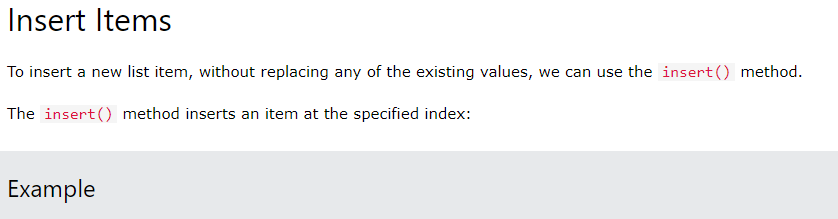 Insert Items
To insert a new list item, without replacing any of the existing values, we can use the insert() method.
The insert() method inserts an item at the specified index:
Example